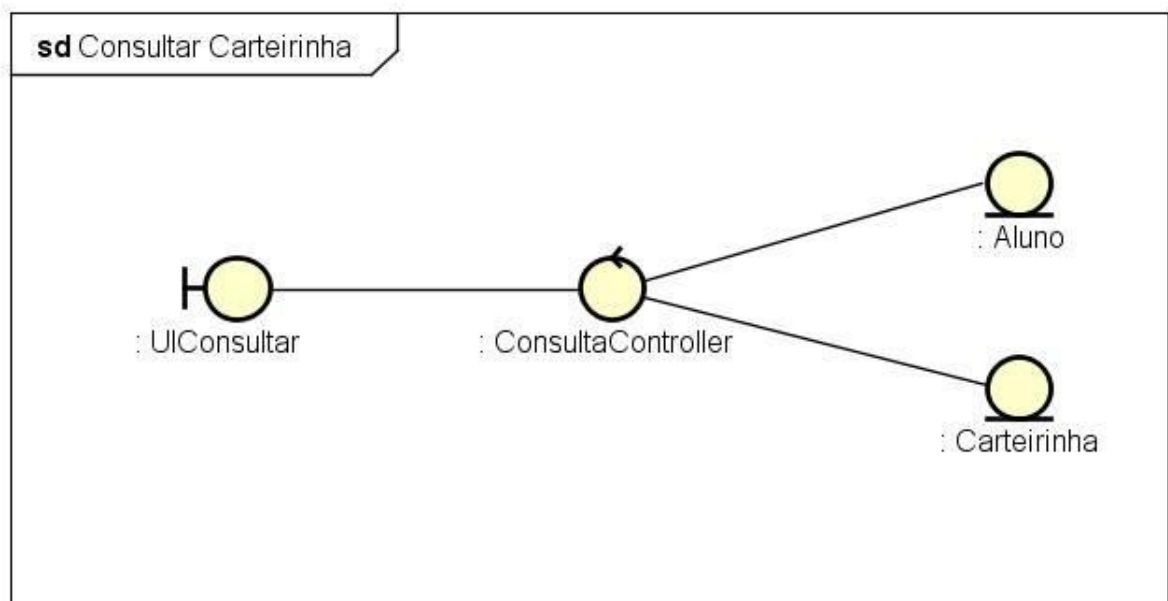 sd Consultar Carteirinha
: Aluno
: UIConsultar
: ConsultaController
: Carteirinha